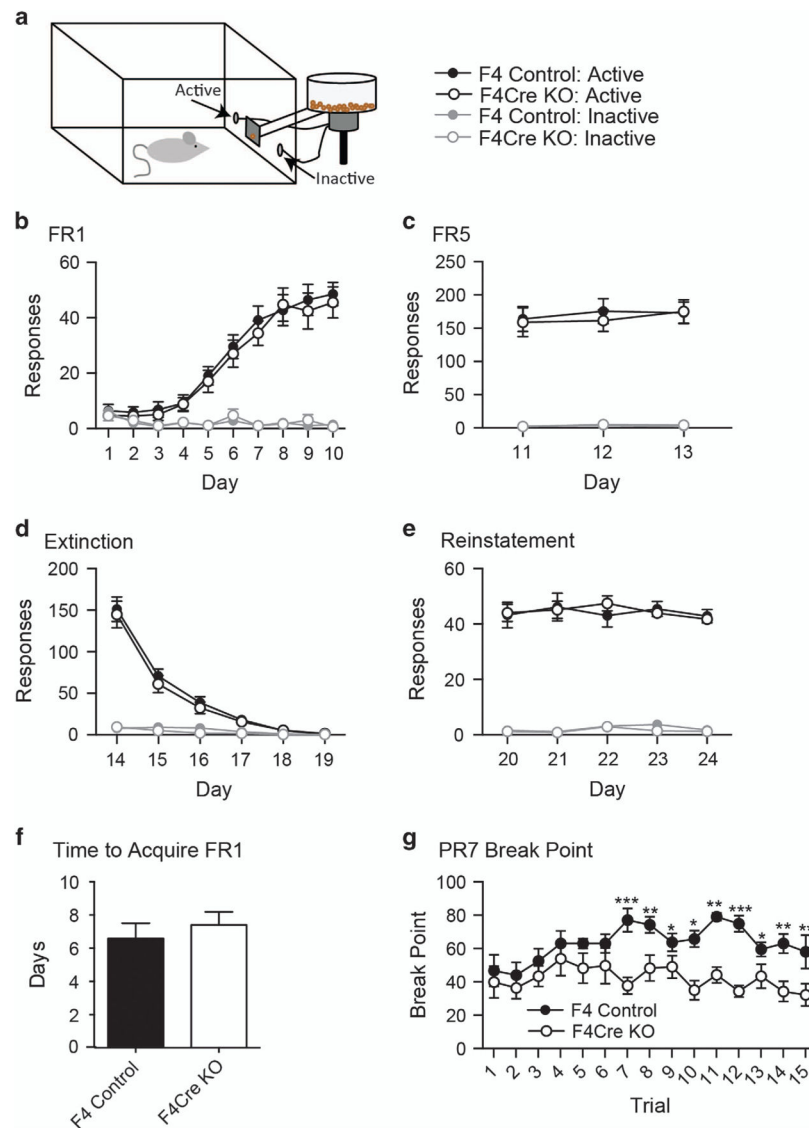 a
Active
Inactive
F4 Control: Active
F4Cre KO: Active
F4 Control: Inactive
F4Cre KO: Inactive
b
FR1
60
40
20
0
Responses
1 2 3 4 5 6 7 8 9 10
Day
c
FR5
250
200
150
100
50
0
Responses
11 12 13
Day
d
Extinction
200
150
100
50
0
Responses
14 15 16 17 18 19
Day
e
Reinstatement
60
40
20
0
Responses
20 21 22 23 24
Day
f
Time to Acquire FR1
10
8
6
4
2
0
Days
F4 Control
F4Cre KO
g
PR7 Break Point
100
80
60
40
20
0
Break Point
*** ** * * ** *** * ** **
F4 Control
F4Cre KO
1 2 3 4 5 6 7 8 9 10 11 12 13 14 15
Trial